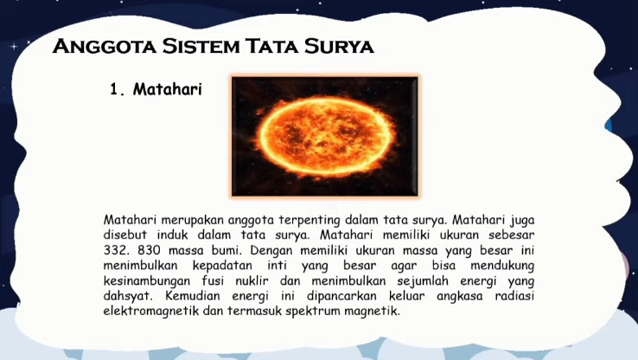 ANGGOTA SISTEM TATA SURYA
1. Matahari
Matahari merupakan anggota terpenting dalam tata surya. Matahari juga
disebut induk dalam tata surya. Matahari memiliki ukuran sebesar
332. 830 massa bumi. Dengan memiliki ukuran massa yang besar ini
menimbulkan kepadatan inti yang besar agar bisa mendukung
kesinambungan fusi nuklir dan menimbulkan sejumlah energi yang
dahsyat. Kemudian energi ini dipancarkan keluar angkasa radiasi
elektromagnetik dan termasuk spektrum magnetik.